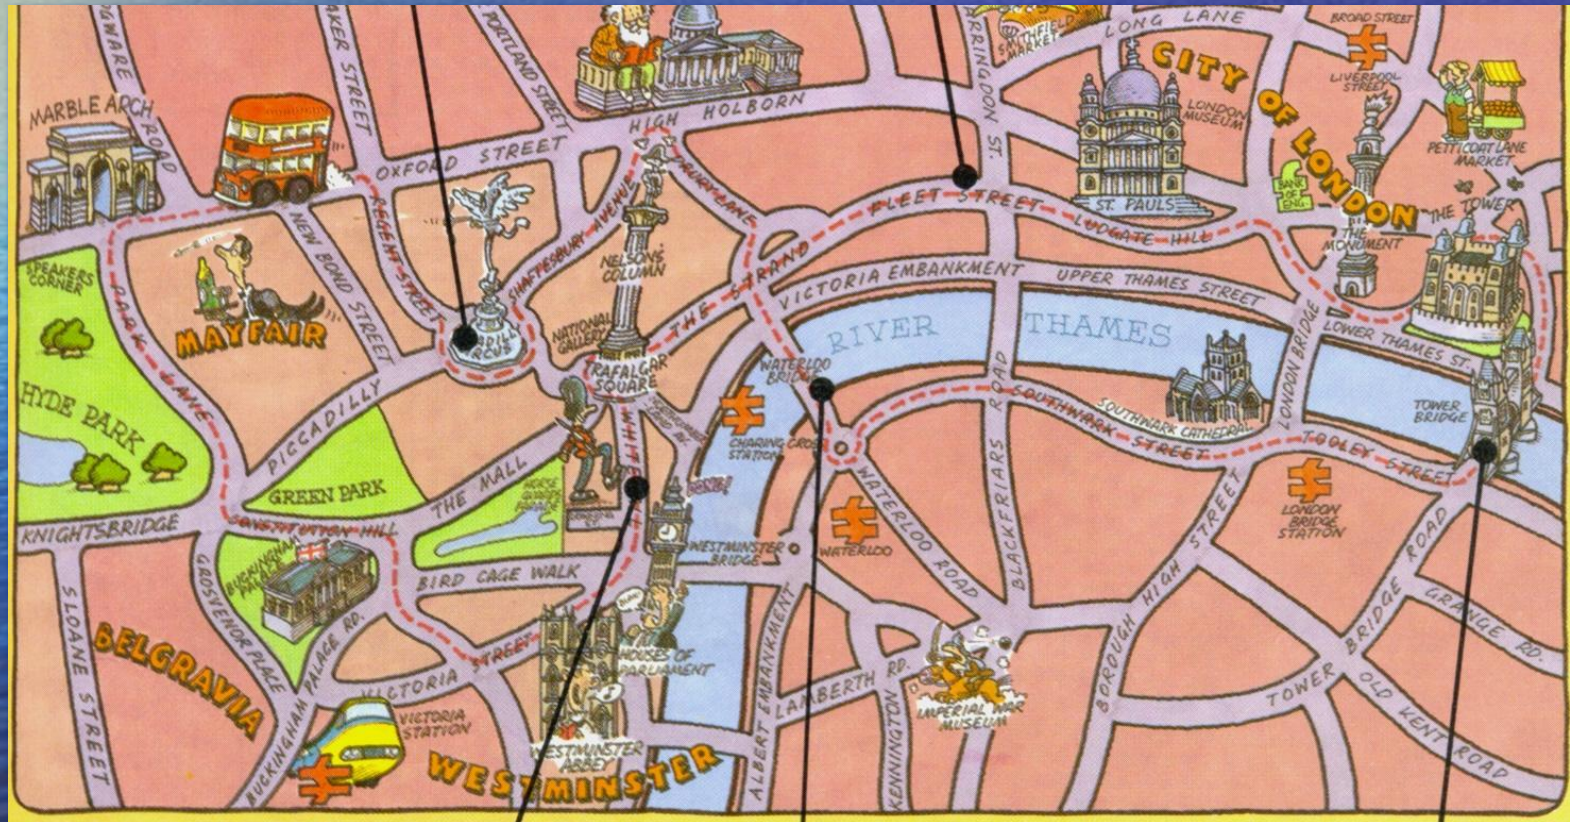 LONG LANE
BROAD STREET
SMITHFIELD
MARKET
CITY
OF LONDON
LIVERPOOL
STREET
MARBLE ARCH
ROAD
PORTLAND STREET
HIGH HOLBORN
ST.
LONDON
MUSEUM
PETTICOAT LANE
MARKET
OXFORD STREET
DRURY LANE
FLEET STREET
ST. PAULS
BANK
OF
ENG.
THE TOWER
SPEAKERS
CORNER
NEW BOND STREET
REGENT STREET
SHAFTESBURY AVENUE
NELSON'S
COLUMN
THE STRAND
LUDGATE HILL
THE
MONUMENT
MAYFAIR
VICTORIA EMBANKMENT
UPPER THAMES STREET
PARK LANE
NATIONAL
GALLERY
RIVER THAMES
LONDON BRIDGE
LOWER THAMES ST.
TRAFALGAR
SQUARE
WATERLOO
HYDE PARK
PICCADILLY
SOUTHWARK CATHEDRAL
TOWER
BRIDGE
CHARING CROSS
STATION
SOUTHWARK STREET
TOOLEY STREET
GREEN PARK
THE MALL
HORSE
GUARDS
PARADE
BONG!
KNIGHTSBRIDGE
CONSTITUTION HILL
WESTMINSTER
BRIDGE
WATERLOO
LONDON
BRIDGE
STATION
BUCKINGHAM
PALACE
BIRD CAGE WALK
WATERLOO ROAD
BLACKFRIARS ROAD
SLOANE STREET
GROSVENOR PLACE
BELGRAVIA
VICTORIA STREET
HOUSES OF
PARLIAMENT
BOROUGH HIGH STREET
TOWER BRIDGE ROAD
GRANGE RD.
BUCKINGHAM PALACE RD.
VICTORIA
STATION
WESTMINSTER
ABBEY
ALBERT EMBANKMENT
LAMBERTH RD.
KENNINGTON
IMPERIAL WAR
MUSEUM
OLD KENT ROAD
WESTMINSTER